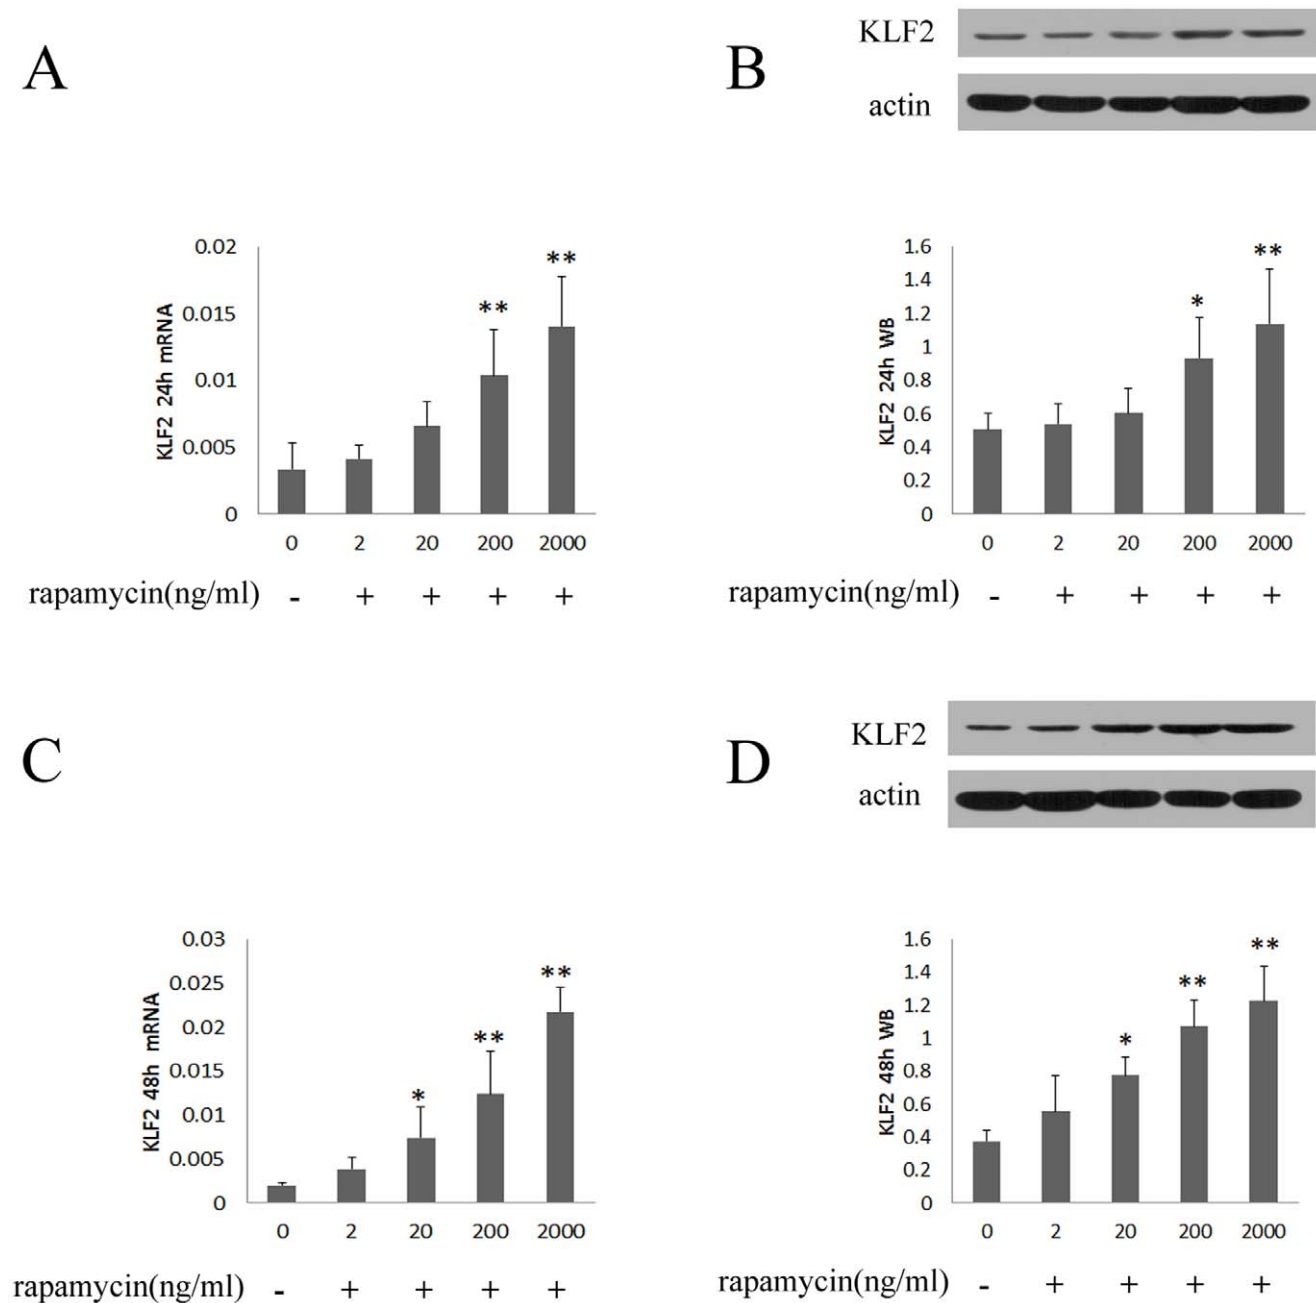 A
0.02
0.015
0.01
0.005
0
KLF2 24h mRNA
** **
0 2 20 200 2000
rapamycin(ng/ml) - + + + +
B
KLF2
actin
1.6
1.4
1.2
1
0.8
0.6
0.4
0.2
0
KLF2 24h WB
* **
0 2 20 200 2000
rapamycin(ng/ml) - + + + +
C
0.03
0.025
0.02
0.015
0.01
0.005
0
KLF2 48h mRNA
* ** **
0 2 20 200 2000
rapamycin(ng/ml) - + + + +
D
KLF2
actin
1.6
1.4
1.2
1
0.8
0.6
0.4
0.2
0
KLF2 48h WB
* ** **
0 2 20 200 2000
rapamycin(ng/ml) - + + + +